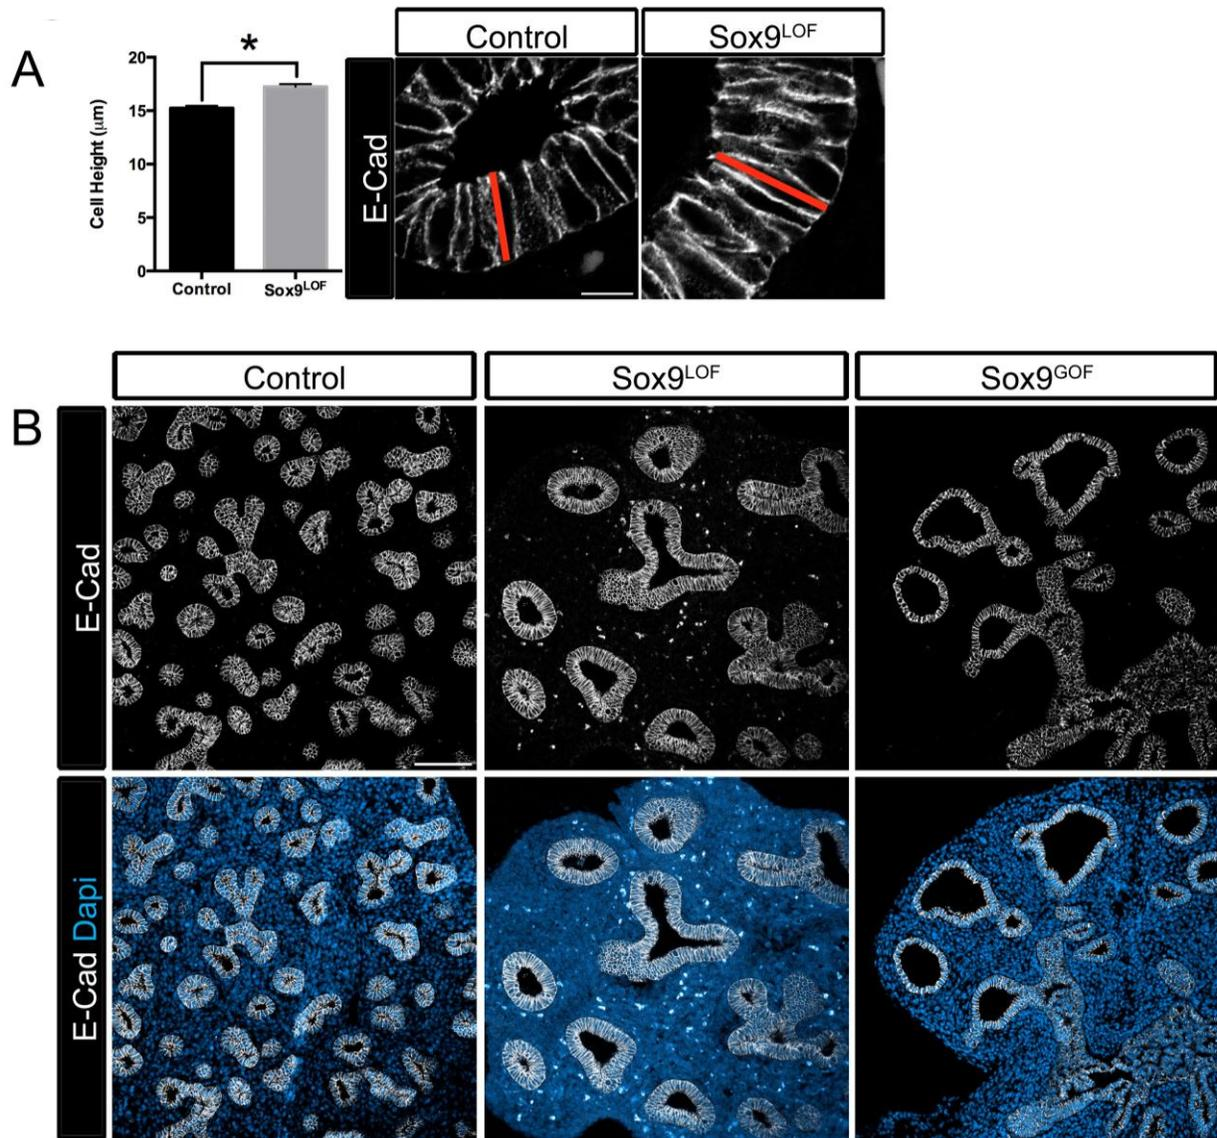 A
Control
Sox9LOF
*
20
15
10
5
0
Cell Height (μm)
Control
Sox9LOF
E-Cad
B
Control
Sox9LOF
Sox9GOF
E-Cad
E-Cad Dapi